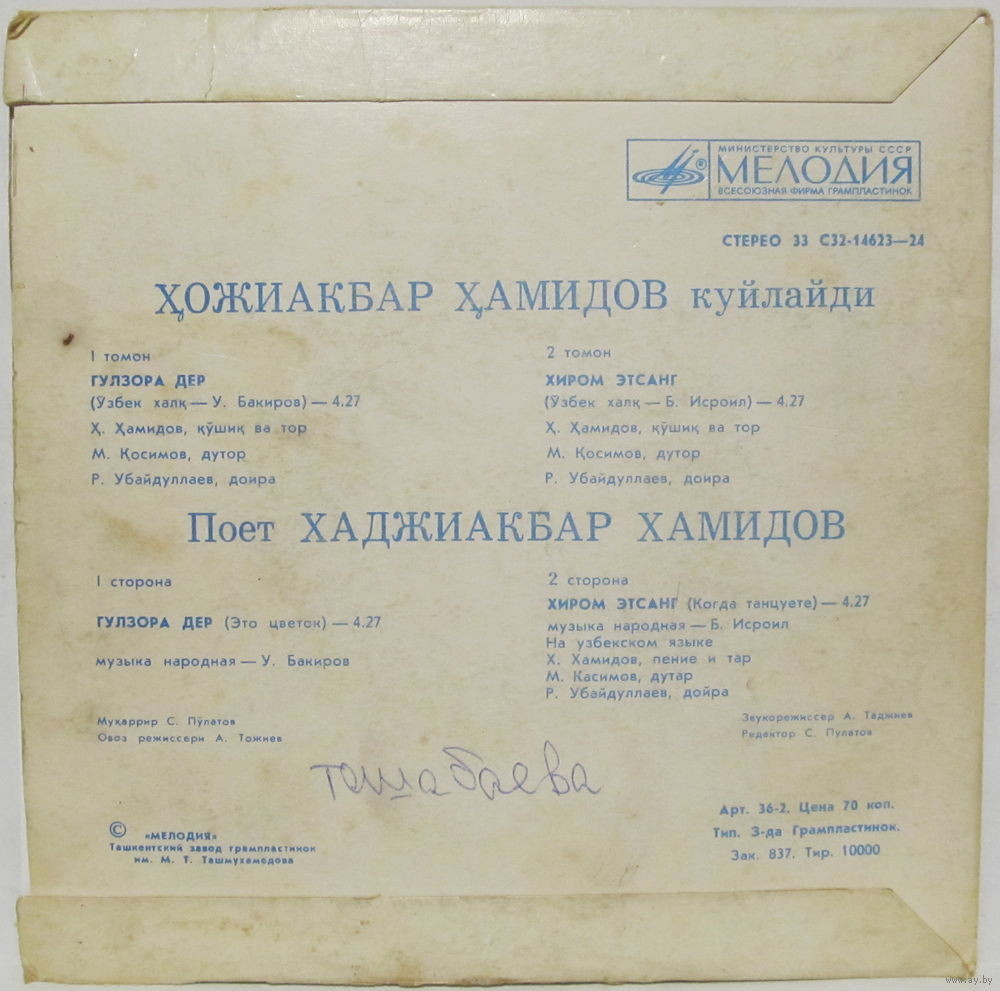 МИНИСТЕРСТВО КУЛЬТУРЫ СССР
МЕЛОДИЯ
ВСЕСОЮЗНАЯ ФИРМА ГРАМПЛАСТИНОК
СТЕРЕО 33 С32-14623—24
ҲОЖИАКБАР ҲАМИДОВ куйлайди
1 томон
ГУЛЗОРА ДЕР
(Ўзбек халқ — У. Бакиров) — 4.27
Ҳ. Ҳамидов, қўшиқ ва тор
М. Қосимов, дутор
Р. Убайдуллаев, доира
2 томон
ХИРОМ ЭТСАНГ
(Ўзбек халқ — Б. Исроил) — 4.27
Ҳ. Ҳамидов, қўшиқ ва тор
М. Қосимов, дутор
Р. Убайдуллаев, доира
Поет ХАДЖИАКБАР ХАМИДОВ
1 сторона
ГУЛЗОРА ДЕР (Это цветок) — 4.27
музыка народная — У. Бакиров
2 сторона
ХИРОМ ЭТСАНГ (Когда танцуете) — 4.27
музыка народная — Б. Исроил
На узбекском языке
Х. Хамидов, пение и тар
М. Касимов, дутар
Р. Убайдуллаев, дойра
Муҳаррир С. Пўлатов
Овоз режиссери А. Тожиев
Звукорежиссер А. Таджиев
Редактор С. Пулатов
ташабаева
© «МЕЛОДИЯ»
Ташкентский завод грампластинок
им. М. Т. Ташмухамедова
Арт. 36-2. Цена 70 коп.
Тип. З-да Грампластинок.
Зак. 837. Тир. 10000
www.ay.by